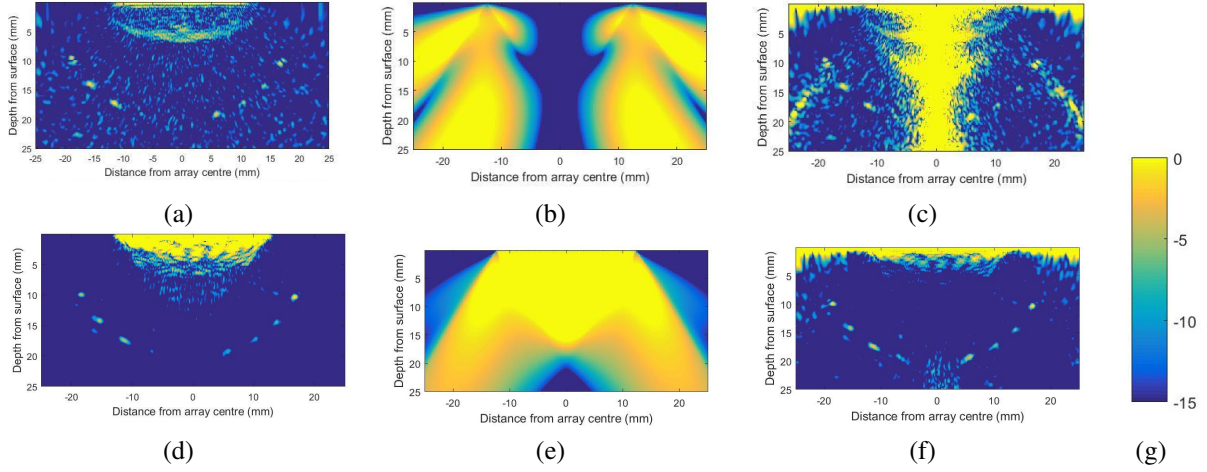 Depth from surface (mm)
5
10
15
20
25
-25 -20 -15 -10 -5 0 5 10 15 20 25
Distance from array centre (mm)
(a)
Depth from surface (mm)
5
10
15
20
25
-20 -10 0 10 20
Distance from array centre (mm)
(b)
Depth from surface (mm)
5
10
15
20
25
-20 -10 0 10 20
Distance from array centre (mm)
(c)
Depth from surface (mm)
5
10
15
20
25
-20 -10 0 10 20
Distance from array centre (mm)
(d)
Depth from surface (mm)
5
10
15
20
25
-20 -10 0 10 20
Distance from array centre (mm)
(e)
Depth from surface (mm)
5
10
15
20
25
-20 -10 0 10 20
Distance from array centre (mm)
(f)
0
-5
-10
-15
(g)